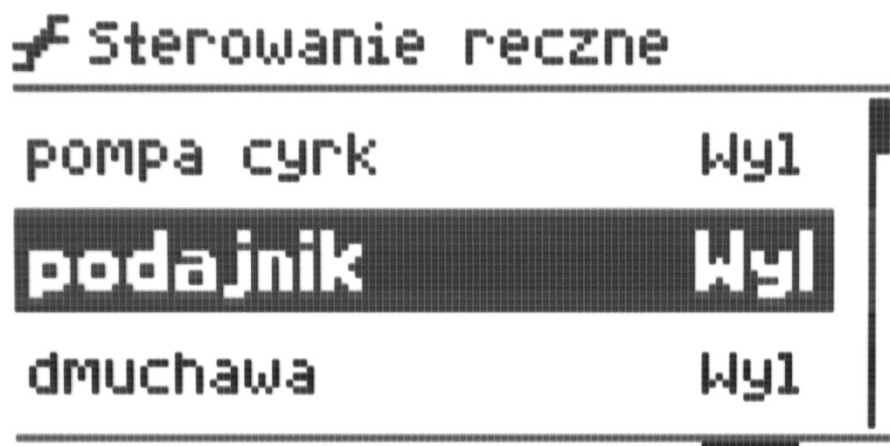 Sterowanie reczne
pompa cyrk Wyl
podajnik Wyl
dmuchawa Wyl